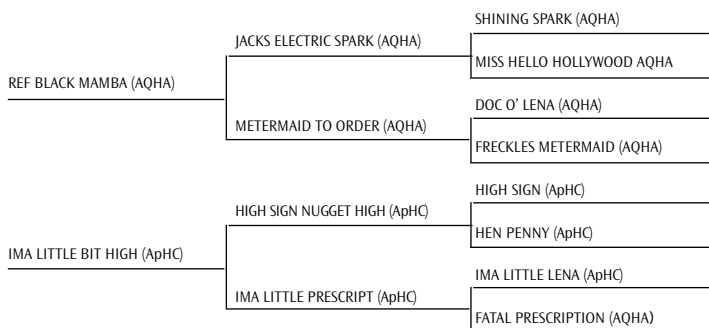 SHINING SPARK (AQHA)
JACKS ELECTRIC SPARK (AQHA)
MISS HELLO HOLLYWOOD AQHA
REF BLACK MAMBA (AQHA)
DOC O' LENA (AQHA)
METERMAID TO ORDER (AQHA)
FRECKLES METERMAID (AQHA)
HIGH SIGN (ApHC)
HIGH SIGN NUGGET HIGH (ApHC)
HEN PENNY (ApHC)
IMA LITTLE BIT HIGH (ApHC)
IMA LITTLE LENA (ApHC)
IMA LITTLE PRESCRIPT (ApHC)
FATAL PRESCRIPTION (AQHA)